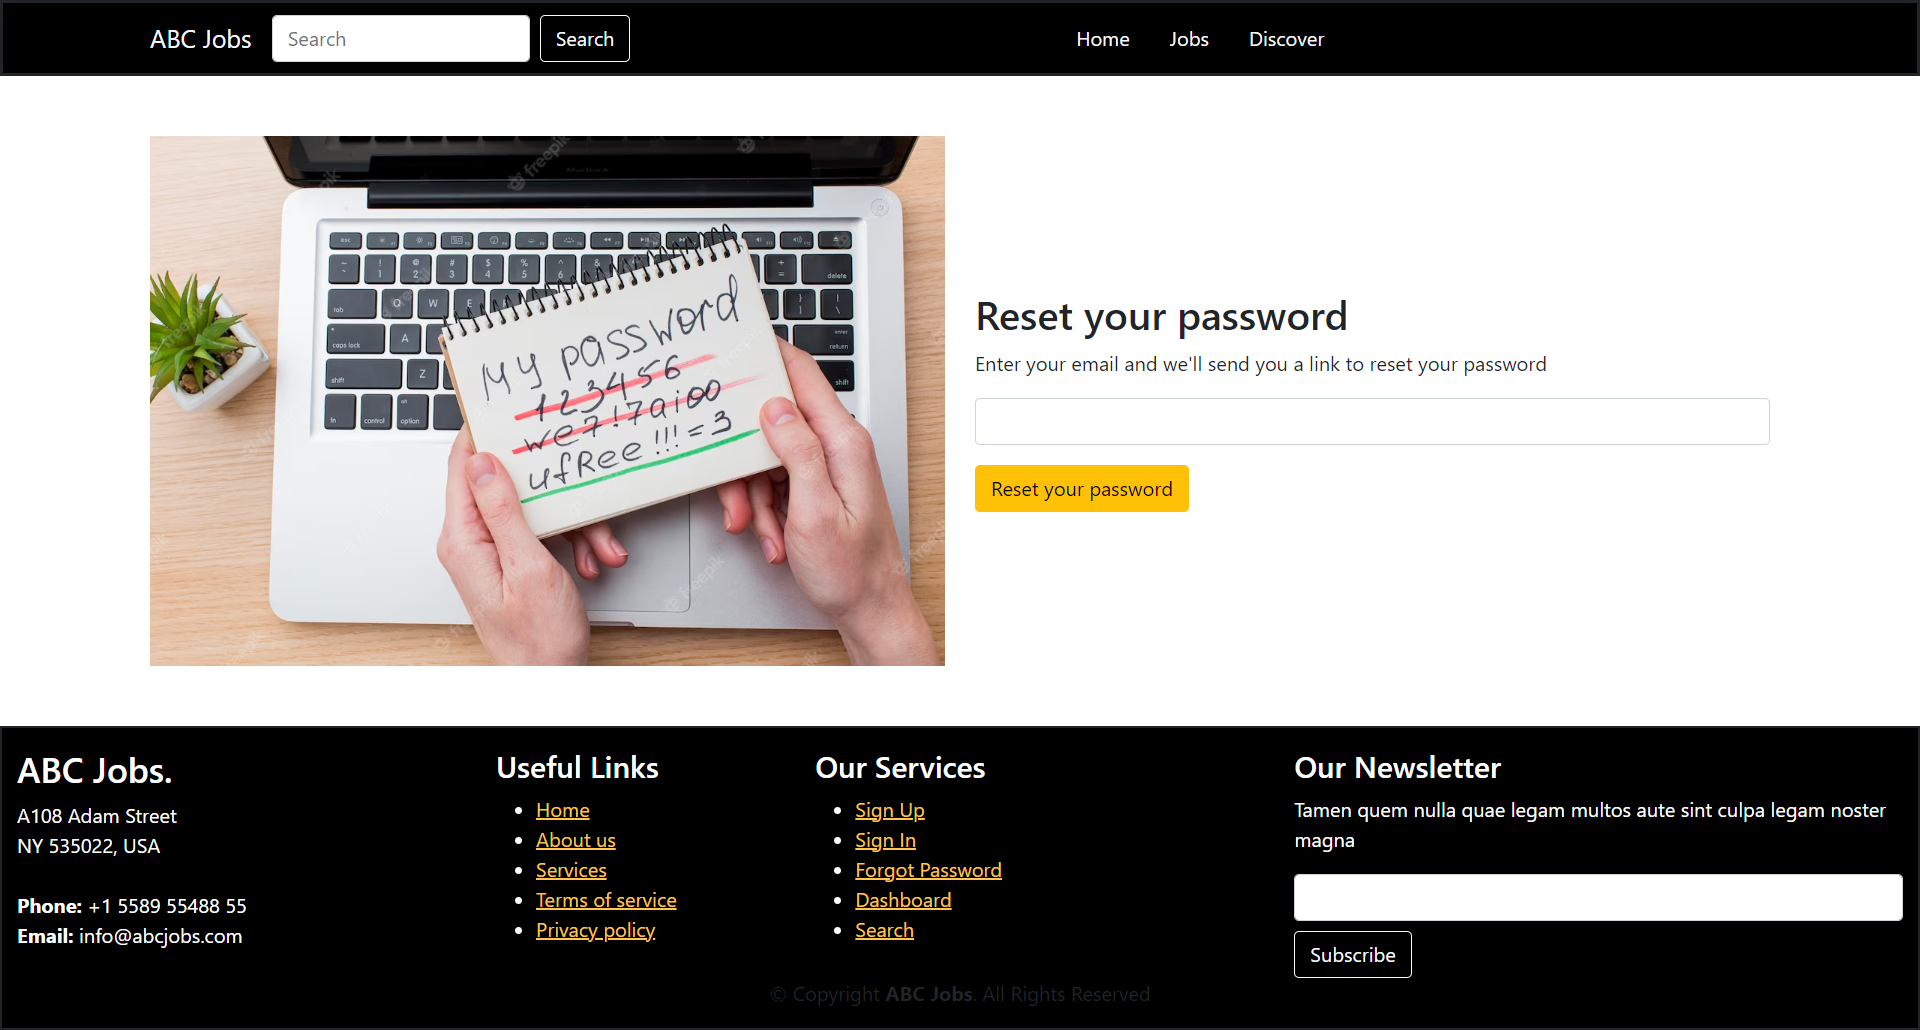 ABC Jobs
Search
Search
Home
Jobs
Discover
My password
123456
we7!7aioo
ufRee!!!=3
Reset your password
Enter your email and we'll send you a link to reset your password
Reset your password
ABC Jobs.
A108 Adam Street
NY 535022, USA
Phone: +1 5589 55488 55
Email: info@abcjobs.com
Useful Links
Home
About us
Services
Terms of service
Privacy policy
Our Services
Sign Up
Sign In
Forgot Password
Dashboard
Search
Our Newsletter
Tamen quem nulla quae legam multos aute sint culpa legam noster
magna
Subscribe
© Copyright ABC Jobs. All Rights Reserved